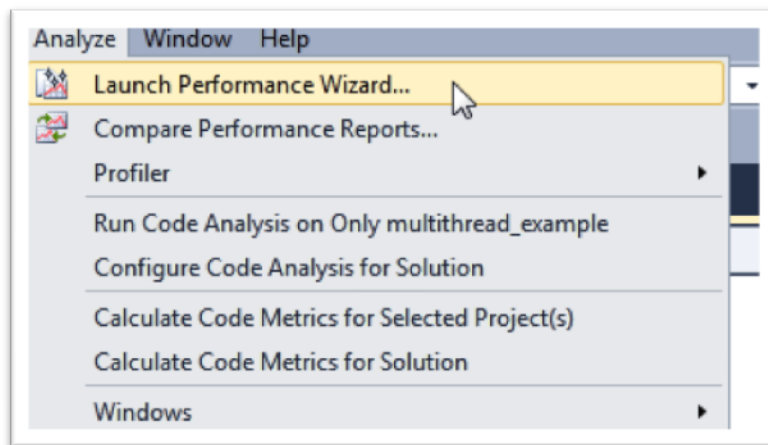 Analyze Window Help
Launch Performance Wizard...
Compare Performance Reports...
Profiler
Run Code Analysis on Only multithread_example
Configure Code Analysis for Solution
Calculate Code Metrics for Selected Project(s)
Calculate Code Metrics for Solution
Windows